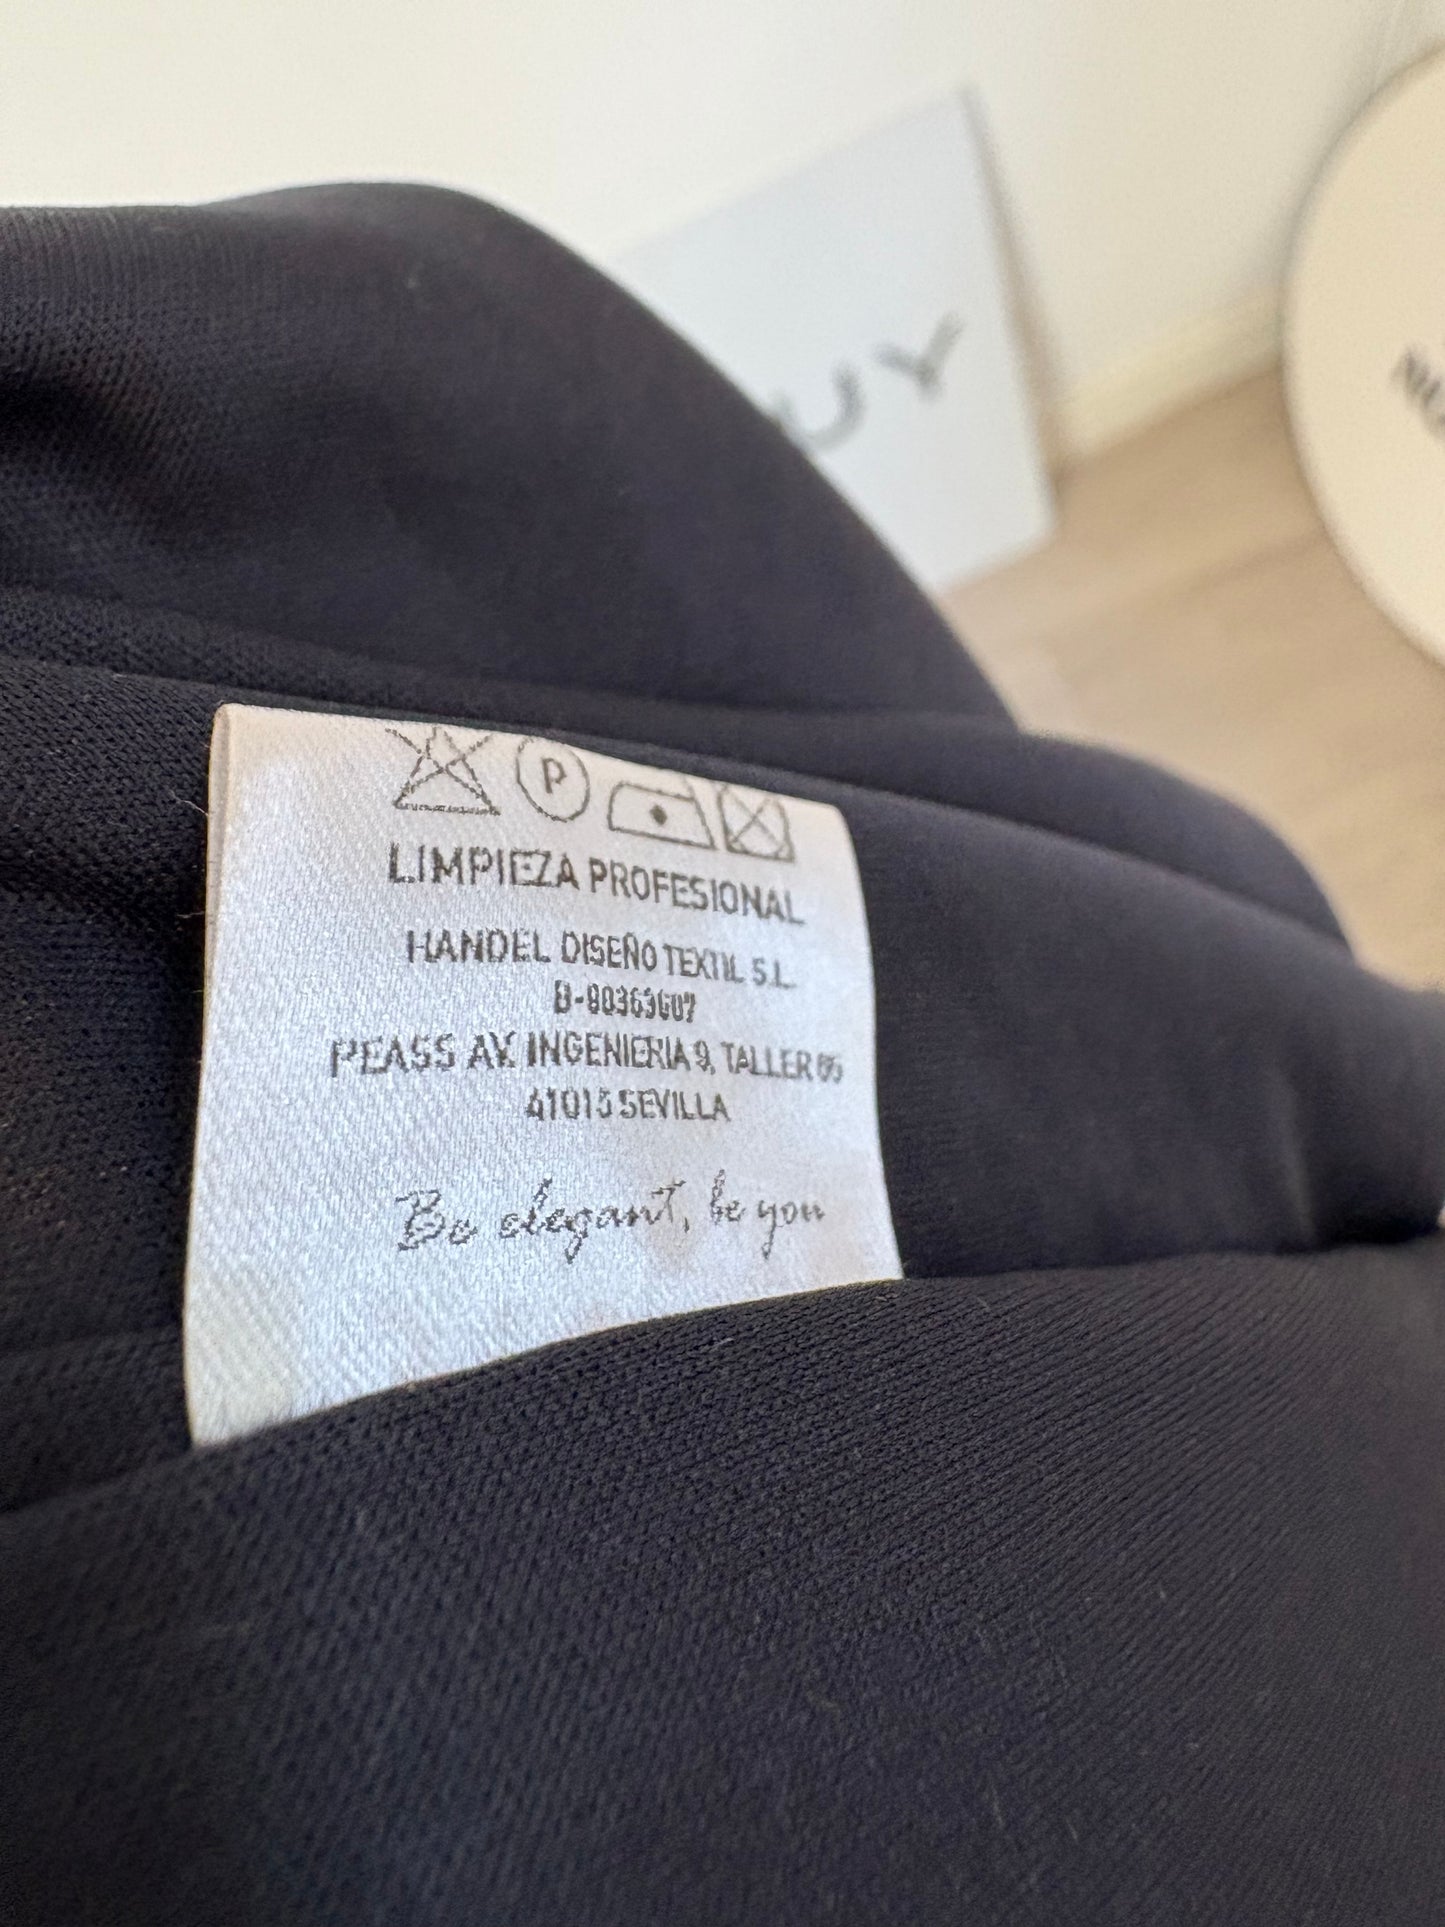 P
LIMPIEZA PROFESIONAL
HANDEL DISEÑO TEXTIL S.L.
PEASS AV. INGENIERIA 9, TALLER
SEVILLA
Be elegant, be you